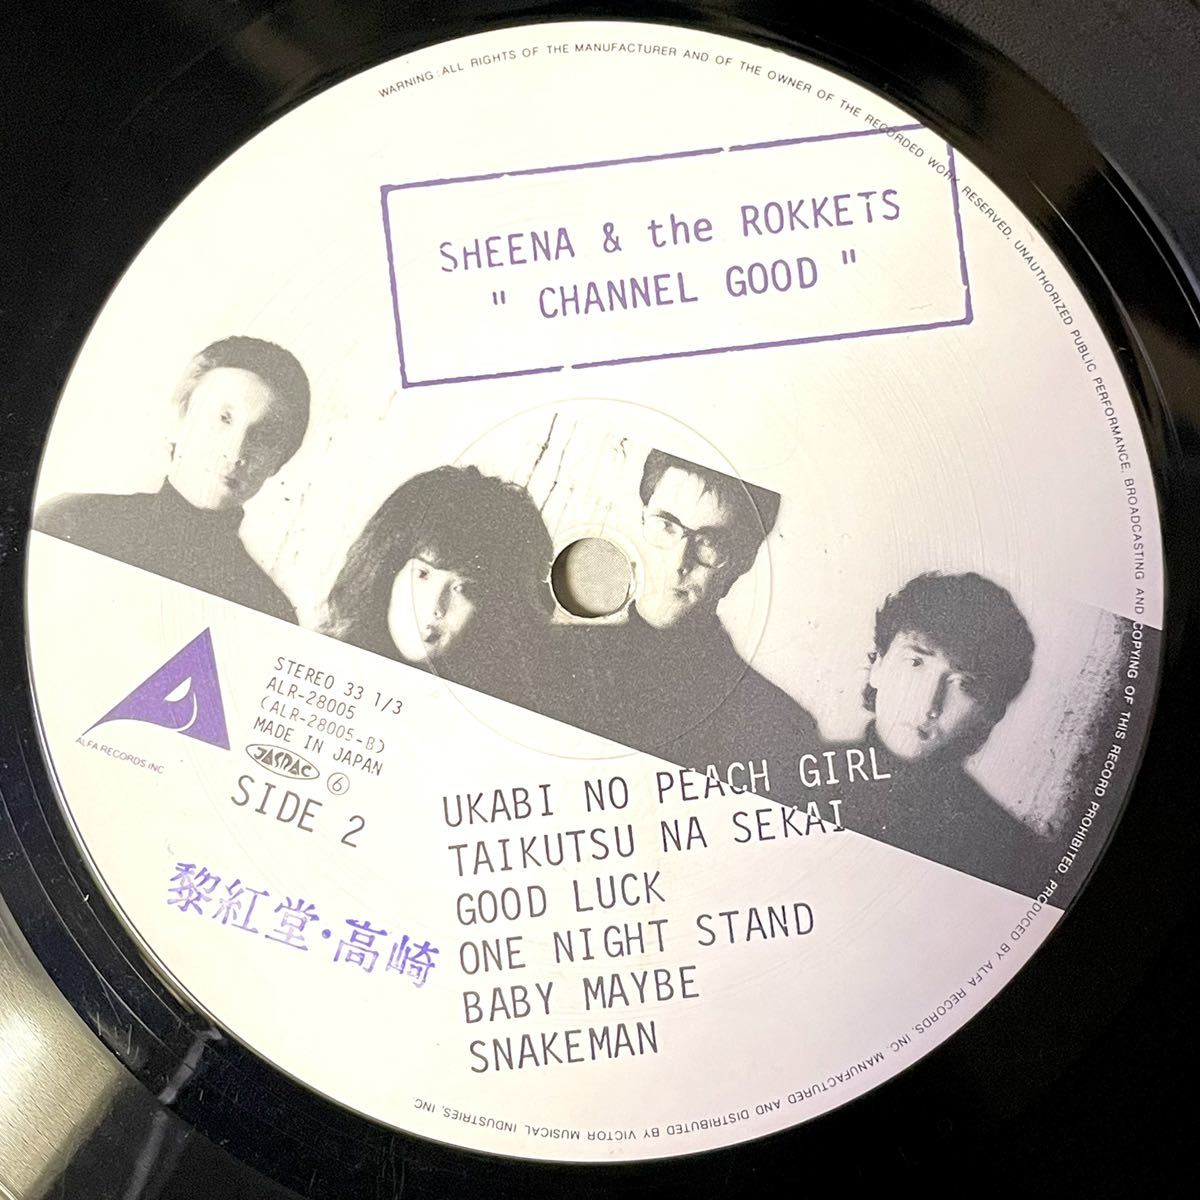 WARNING : ALL RIGHTS OF THE MANUFACTURER AND OF THE OWNER OF THE RECORDED WORK RESERVED. UNAUTHORIZED PUBLIC PERFORMANCE, BROADCASTING AND COPYING OF THIS RECORD PROHIBITED. PRODUCED BY ALFA RECORDS, INC. MANUFACTURED AND DISTRIBUTED BY VICTOR MUSICAL INDUSTRIES, INC.
SHEENA & the ROKKETS
" CHANNEL GOOD "
ALFA RECORDS, INC
STEREO 33 1/3
ALR-28005
(ALR-28005-B)
MADE IN JAPAN
JASRAC ⑥
SIDE 2
黎紅堂・高崎
UKABI NO PEACH GIRL
TAIKUTSU NA SEKAI
GOOD LUCK
ONE NIGHT STAND
BABY MAYBE
SNAKEMAN